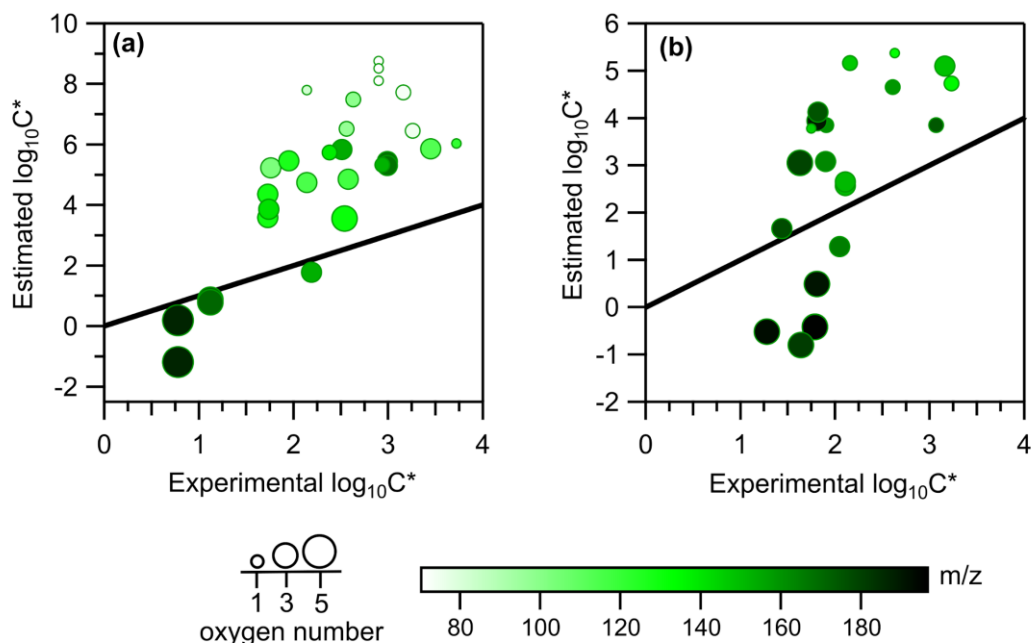 (a)
Estimated log₁₀C*
10
8
6
4
2
0
-2
0 1 2 3 4
Experimental log₁₀C*
(b)
Estimated log₁₀C*
6
5
4
3
2
1
0
-1
-2
0 1 2 3 4
Experimental log₁₀C*
1 3 5
oxygen number
m/z
80 100 120 140 160 180